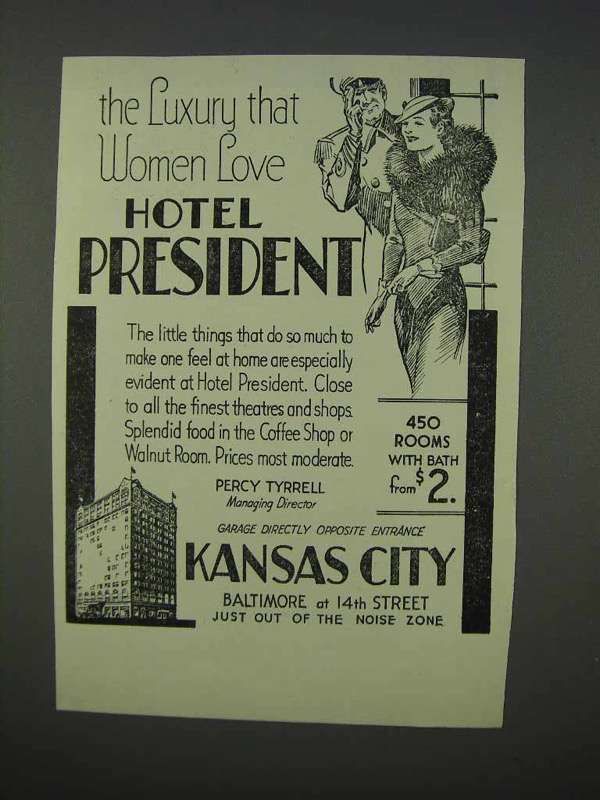 the Luxury that
Women Love
HOTEL
PRESIDENT
The little things that do so much to
make one feel at home are especially
evident at Hotel President. Close
to all the finest theatres and shops.
Splendid food in the Coffee Shop or
Walnut Room. Prices most moderate.
PERCY TYRRELL
Managing Director
450
ROOMS
WITH BATH
from $2.
GARAGE DIRECTLY OPPOSITE ENTRANCE
KANSAS CITY
BALTIMORE at 14th STREET
JUST OUT OF THE NOISE ZONE